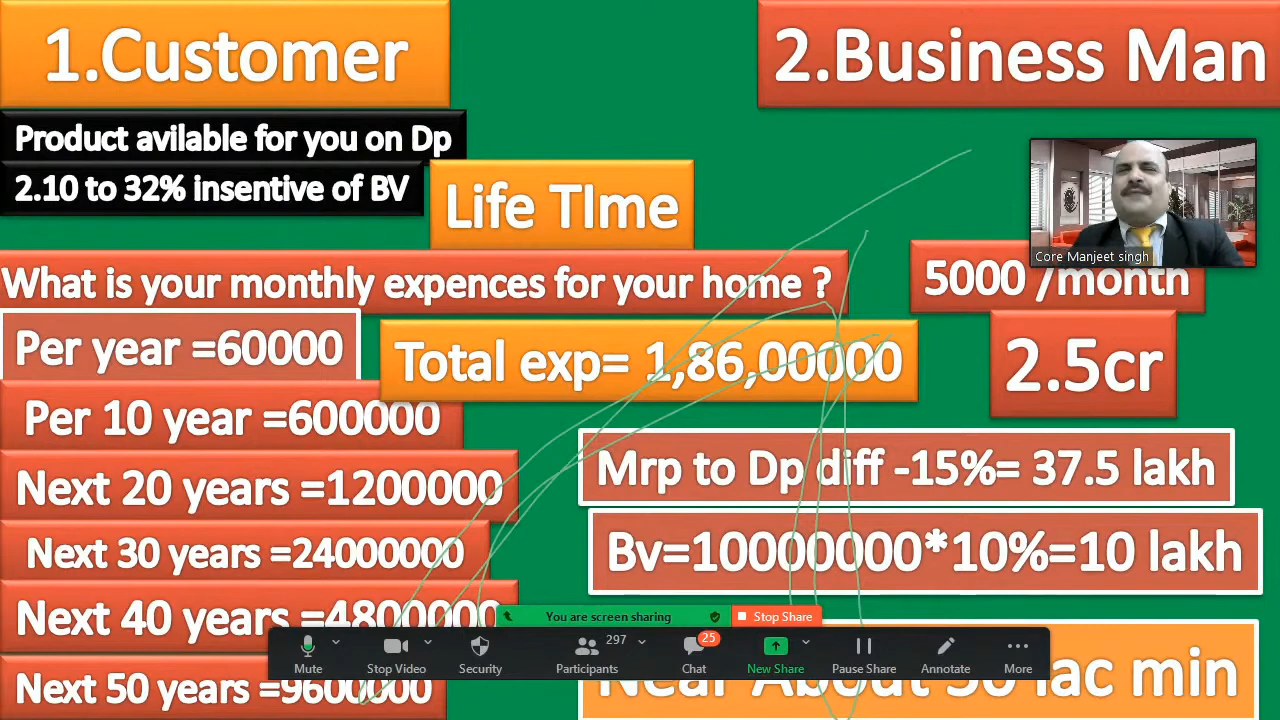 1.Customer
2.Business Man
Product avilable for you on Dp
2.10 to 32% insentive of BV
Life TIme
Core Manjeet singh
What is your monthly expences for your home ?
5000 /month
Per year =60000
Total exp= 1,86,00000
2.5cr
Per 10 year =600000
Mrp to Dp diff -15%= 37.5 lakh
Next 20 years =1200000
Bv=10000000*10%=10 lakh
Next 30 years =24000000
Next 40 years =4800000
You are screen sharing
Stop Share
297
25
Mute
Stop Video
Security
Participants
Chat
New Share
Pause Share
Annotate
More
Near About 50 lac min
Next 50 years =9600000